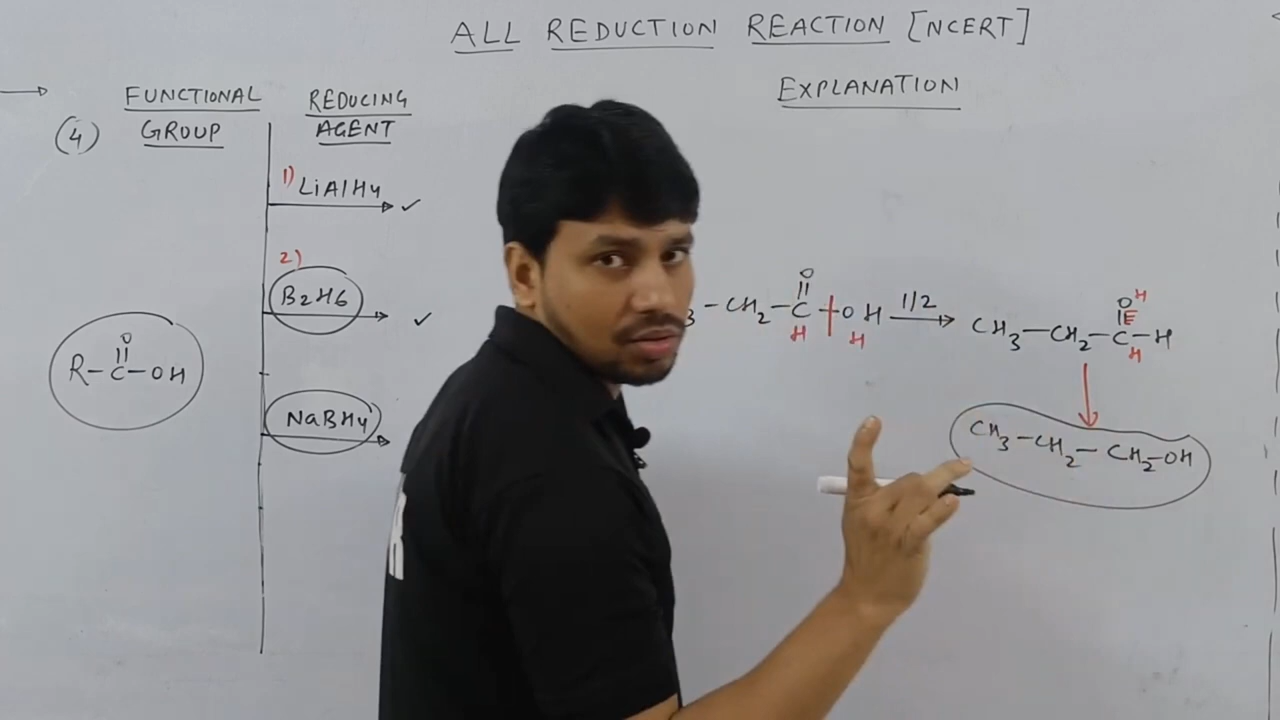 ALL REDUCTION REACTION [NCERT]
FUNCTIONAL GROUP
REDUCING AGENT
EXPLANATION
(4)
1) LiAlH4 ✓
2) B2H6 ✓
NaBH4
O
R–C–OH
O
3 –CH2–C–OH
H H
1/2
O H
CH3–CH2–C–H
E
H
CH3–CH2–CH2–OH